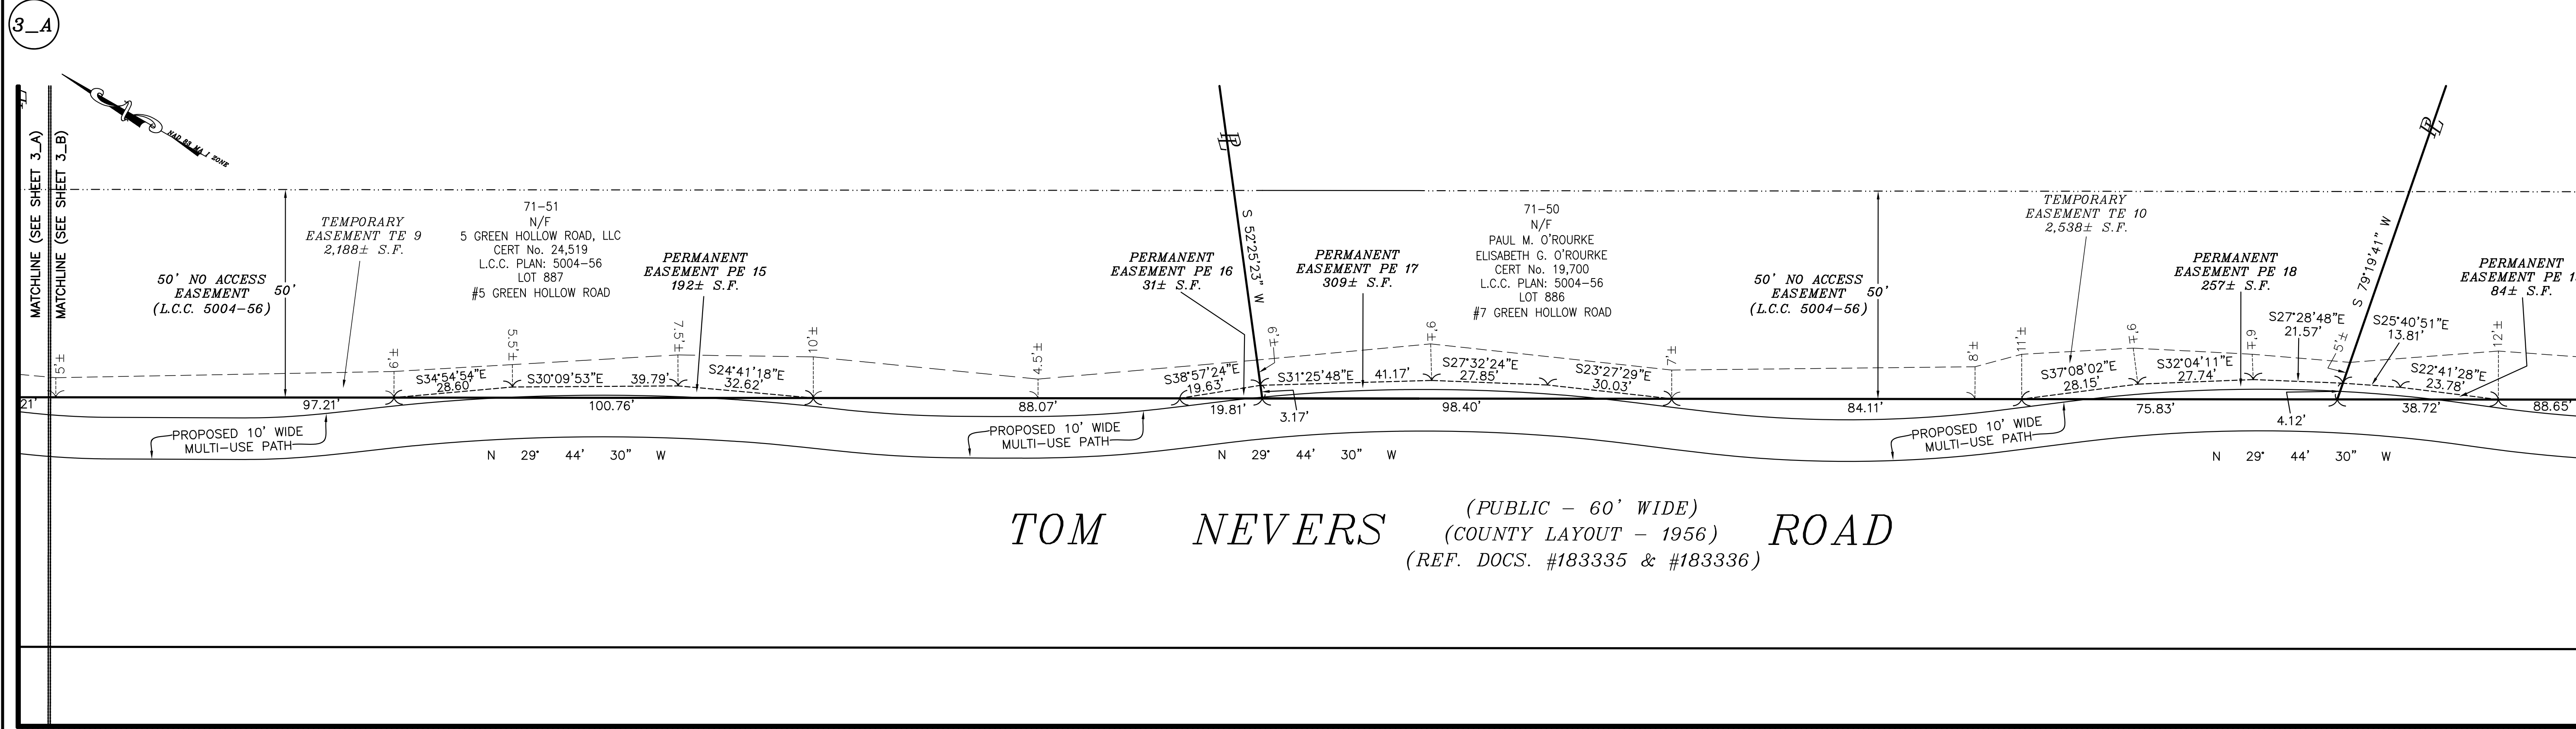 3_A
NAD 83 MA_I ZONE
MATCHLINE (SEE SHEET 3_A)
MATCHLINE (SEE SHEET 3_B)
50' NO ACCESS
EASEMENT
(L.C.C. 5004-56)
50'
TEMPORARY
EASEMENT TE 9
2,188± S.F.
71-51
N/F
5 GREEN HOLLOW ROAD, LLC
CERT No. 24,519
L.C.C. PLAN: 5004-56
LOT 887
#5 GREEN HOLLOW ROAD
PERMANENT
EASEMENT PE 15
192± S.F.
PERMANENT
EASEMENT PE 16
31± S.F.
PL
S 52°25'23" W
PERMANENT
EASEMENT PE 17
309± S.F.
71-50
N/F
PAUL M. O'ROURKE
ELISABETH G. O'ROURKE
CERT No. 19,700
L.C.C. PLAN: 5004-56
LOT 886
#7 GREEN HOLLOW ROAD
50' NO ACCESS
EASEMENT
(L.C.C. 5004-56)
50'
TEMPORARY
EASEMENT TE 10
2,538± S.F.
PERMANENT
EASEMENT PE 18
257± S.F.
PL
S 79°19'41" W
PERMANENT
EASEMENT PE
84± S.F.
5'±
6'±
5.5'±
7.5'±
10'±
4.5'±
6'±
9'±
7'±
8'±
11'±
9'±
6'±
5'±
12'±
S34°54'54"E
28.60'
S30°09'53"E
39.79'
S24°41'18"E
32.62'
S38°57'24"E
19.63'
S31°25'48"E
41.17'
S27°32'24"E
27.85'
S23°27'29"E
30.03'
S37°08'02"E
28.15'
S32°04'11"E
27.74'
S27°28'48"E
21.57'
S25°40'51"E
13.81'
S22°41'28"E
23.78'
21'
97.21'
100.76'
88.07'
19.81'
3.17'
98.40'
84.11'
75.83'
4.12'
38.72'
88.65'
PROPOSED 10' WIDE
MULTI-USE PATH
PROPOSED 10' WIDE
MULTI-USE PATH
PROPOSED 10' WIDE
MULTI-USE PATH
N 29° 44' 30" W
N 29° 44' 30" W
N 29° 44' 30" W
TOM NEVERS ROAD
(PUBLIC - 60' WIDE)
(COUNTY LAYOUT - 1956)
(REF. DOCS. #183335 & #183336)